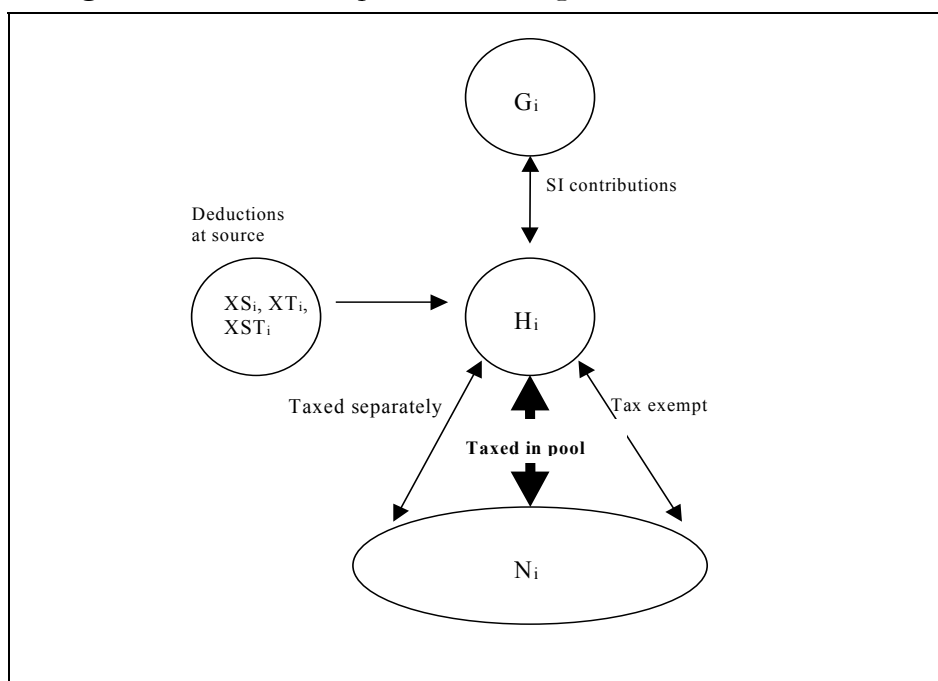 Gᵢ
SI contributions
Deductions
at source
XSᵢ, XTᵢ,
XSTᵢ
Hᵢ
Taxed separately
Tax exempt
Taxed in pool
Nᵢ